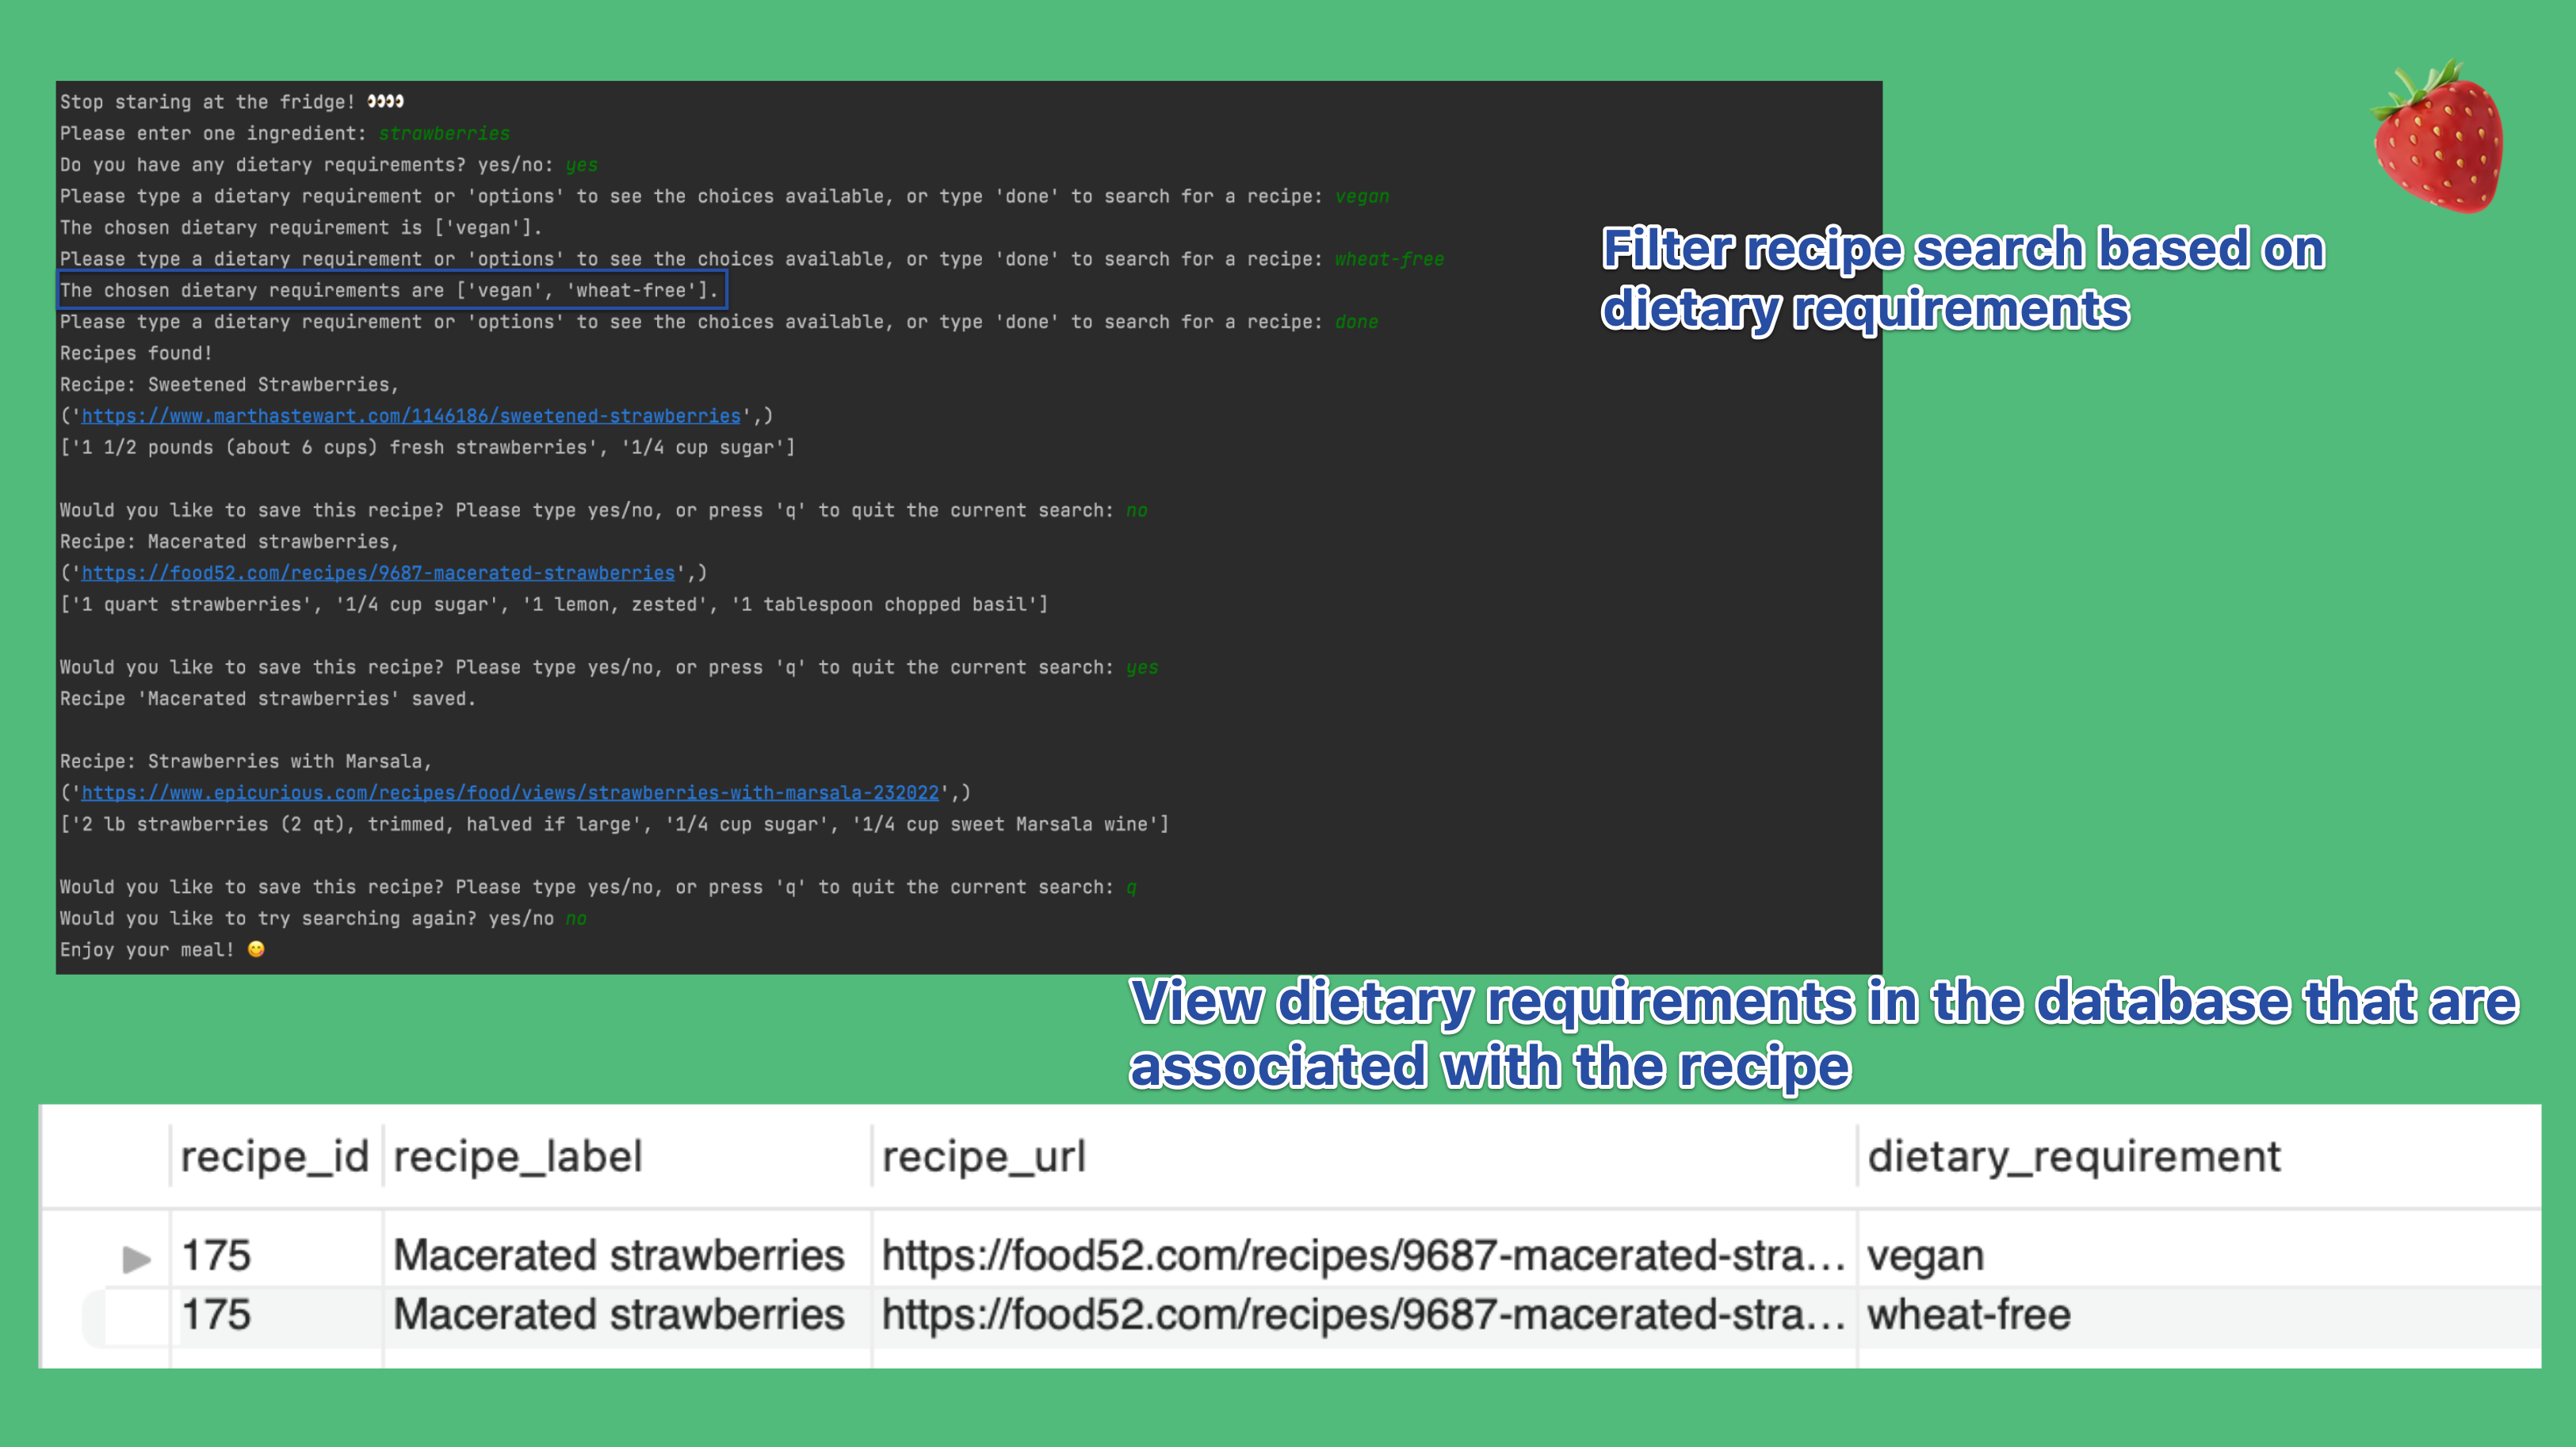 Stop staring at the fridge! 👀👀
Please enter one ingredient: strawberries
Do you have any dietary requirements? yes/no: yes
Please type a dietary requirement or 'options' to see the choices available, or type 'done' to search for a recipe: vegan
The chosen dietary requirement is ['vegan'].
Please type a dietary requirement or 'options' to see the choices available, or type 'done' to search for a recipe: wheat-free
The chosen dietary requirements are ['vegan', 'wheat-free'].
Please type a dietary requirement or 'options' to see the choices available, or type 'done' to search for a recipe: done
Recipes found!
Recipe: Sweetened Strawberries,
('https://www.marthastewart.com/1146186/sweetened-strawberries',)
['1 1/2 pounds (about 6 cups) fresh strawberries', '1/4 cup sugar']
Would you like to save this recipe? Please type yes/no, or press 'q' to quit the current search: no
Recipe: Macerated strawberries,
('https://food52.com/recipes/9687-macerated-strawberries',)
['1 quart strawberries', '1/4 cup sugar', '1 lemon, zested', '1 tablespoon chopped basil']
Would you like to save this recipe? Please type yes/no, or press 'q' to quit the current search: yes
Recipe 'Macerated strawberries' saved.
Recipe: Strawberries with Marsala,
('https://www.epicurious.com/recipes/food/views/strawberries-with-marsala-232022',)
['2 lb strawberries (2 qt), trimmed, halved if large', '1/4 cup sugar', '1/4 cup sweet Marsala wine']
Would you like to save this recipe? Please type yes/no, or press 'q' to quit the current search: q
Would you like to try searching again? yes/no no
Enjoy your meal! 😋
Filter recipe search based on
dietary requirements
View dietary requirements in the database that are
associated with the recipe
recipe_id recipe_label recipe_url dietary_requirement
175 Macerated strawberries https://food52.com/recipes/9687-macerated-stra... vegan
175 Macerated strawberries https://food52.com/recipes/9687-macerated-stra... wheat-free